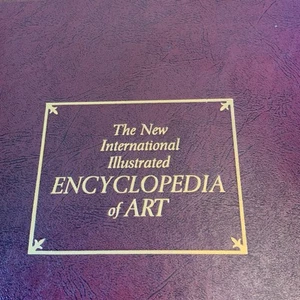 The New
International
Illustrated
ENCYCLOPEDIA
of ART